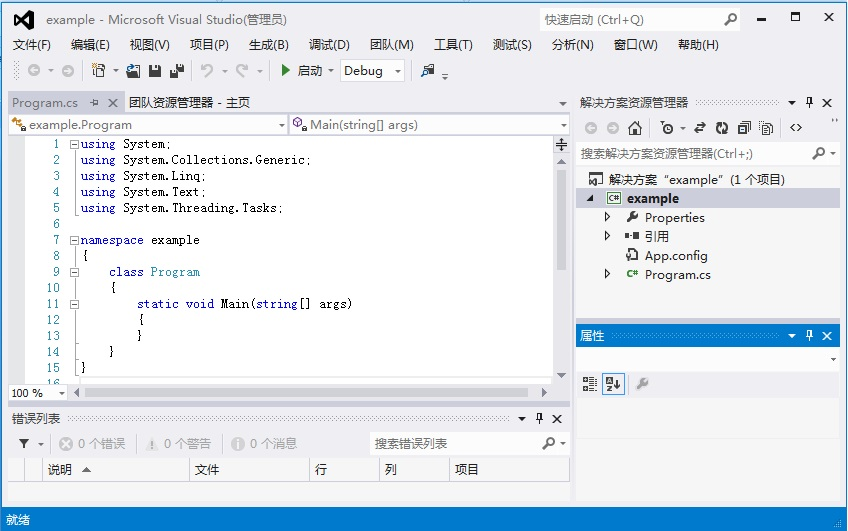 example - Microsoft Visual Studio(管理员)
快速启动 (Ctrl+Q)
文件(F) 编辑(E) 视图(V) 项目(P) 生成(B) 调试(D) 团队(M) 工具(T) 测试(S) 分析(N) 窗口(W) 帮助(H)
启动 Debug
Program.cs 团队资源管理器 - 主页
example.Program Main(string[] args)
1 using System;
2 using System.Collections.Generic;
3 using System.Linq;
4 using System.Text;
5 using System.Threading.Tasks;
6
7 namespace example
8 {
9 class Program
10 {
11 static void Main(string[] args)
12 {
13 }
14 }
15 }
16
100 %
错误列表
0 个错误 0 个警告 0 个消息 搜索错误列表
说明 文件 行 列 项目
解决方案资源管理器
搜索解决方案资源管理器(Ctrl+;)
解决方案“example”(1 个项目)
C# example
Properties
引用
App.config
C# Program.cs
属性
就绪